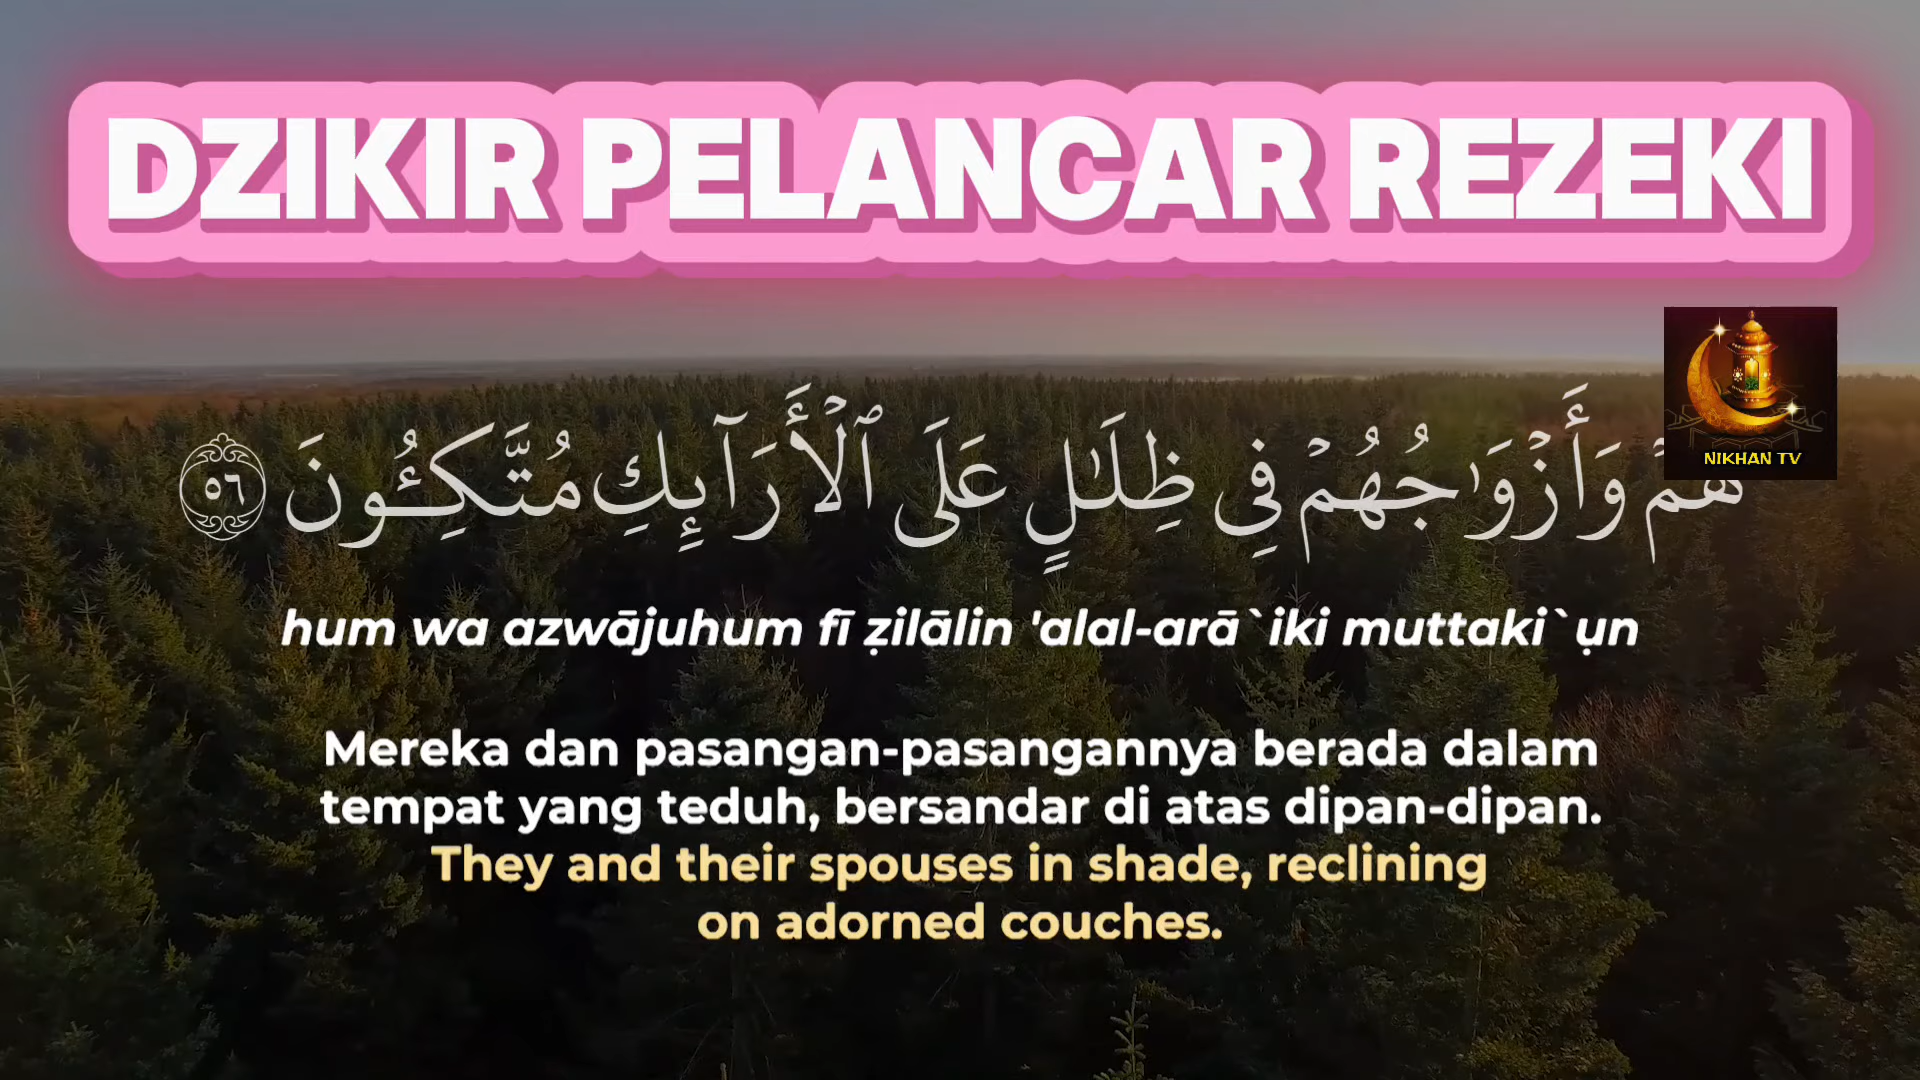 DZIKIR PELANCAR REZEKI
NIKHAN TV
هُمْ وَأَزْوَٰجُهُمْ فِى ظِلَـٰلٍ عَلَى ٱلْأَرَآئِكِ مُتَّكِـُٔونَ ٥٦
hum wa azwājuhum fī ẓilālin 'alal-arā`iki muttaki`ụn
Mereka dan pasangan-pasangannya berada dalam
tempat yang teduh, bersandar di atas dipan-dipan.
They and their spouses in shade, reclining
on adorned couches.